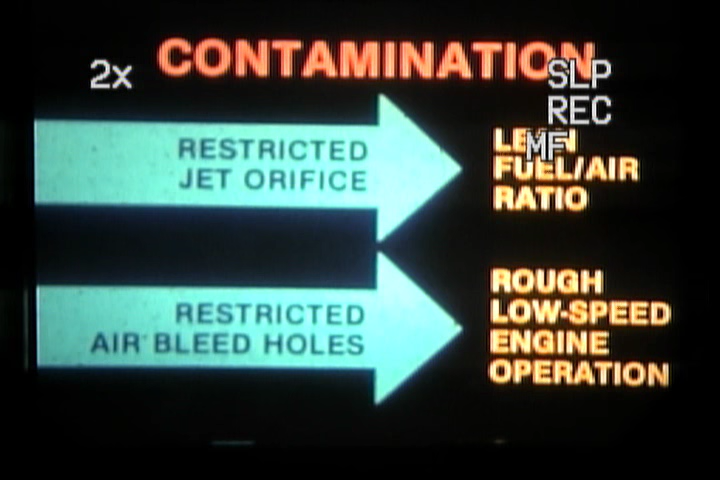 CONTAMINATION
2x
SLP
REC
MF
RESTRICTED
JET ORIFICE
FUEL/AIR
RATIO
RESTRICTED
AIR BLEED HOLES
ROUGH
LOW-SPEED
ENGINE
OPERATION